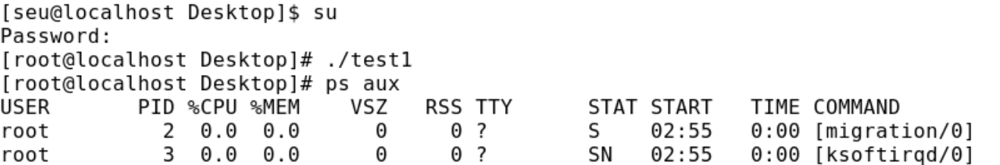 [seu@localhost Desktop]$ su
Password:
[root@localhost Desktop]# ./test1
[root@localhost Desktop]# ps aux
USER       PID %CPU %MEM    VSZ   RSS TTY      STAT START   TIME COMMAND
root         2  0.0  0.0      0     0 ?        S    02:55   0:00 [migration/0]
root         3  0.0  0.0      0     0 ?        SN   02:55   0:00 [ksoftirqd/0]